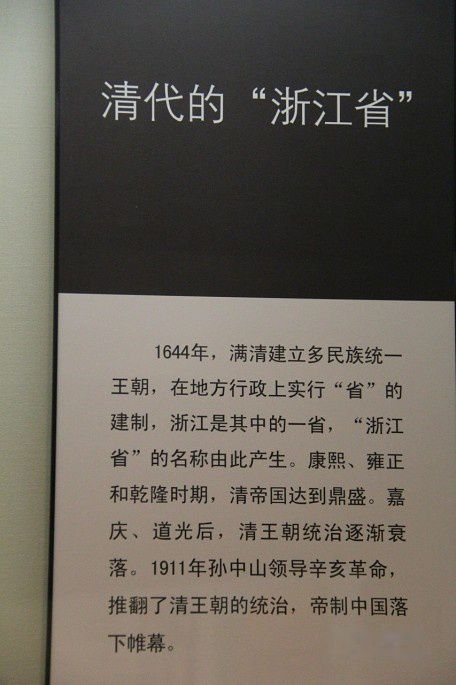 清代的“浙江省”
1644年，满清建立多民族统一
王朝，在地方行政上实行“省”的
建制，浙江是其中的一省，“浙江
省”的名称由此产生。康熙、雍正
和乾隆时期，清帝国达到鼎盛。嘉
庆、道光后，清王朝统治逐渐衰
落。1911年孙中山领导辛亥革命，
推翻了清王朝的统治，帝制中国落
下帷幕。